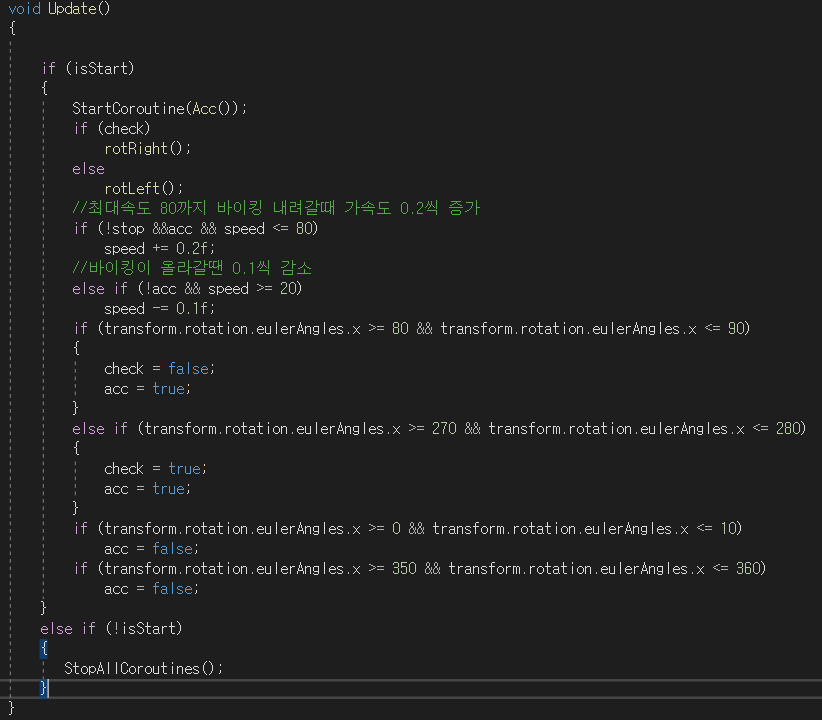 void Update()
{
if (isStart)
{
StartCoroutine(Acc());
if (check)
rotRight();
else
rotLeft();
//최대속도 80까지 바이킹 내려갈때 가속도 0.2씩 증가
if (!stop &&acc && speed <= 80)
speed += 0.2f;
//바이킹이 올라갈땐 0.1씩 감소
else if (!acc && speed >= 20)
speed -= 0.1f;
if (transform.rotation.eulerAngles.x >= 80 && transform.rotation.eulerAngles.x <= 90)
{
check = false;
acc = true;
}
else if (transform.rotation.eulerAngles.x >= 270 && transform.rotation.eulerAngles.x <= 280)
{
check = true;
acc = true;
}
if (transform.rotation.eulerAngles.x >= 0 && transform.rotation.eulerAngles.x <= 10)
acc = false;
if (transform.rotation.eulerAngles.x >= 350 && transform.rotation.eulerAngles.x <= 360)
acc = false;
}
else if (!isStart)
{
StopAllCoroutines();
}
}